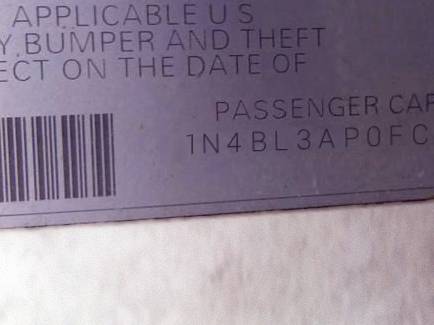 APPLICABLE U S
Y, BUMPER AND THEFT
ECT ON THE DATE OF
PASSENGER CAR
1N4BL3AP0FC